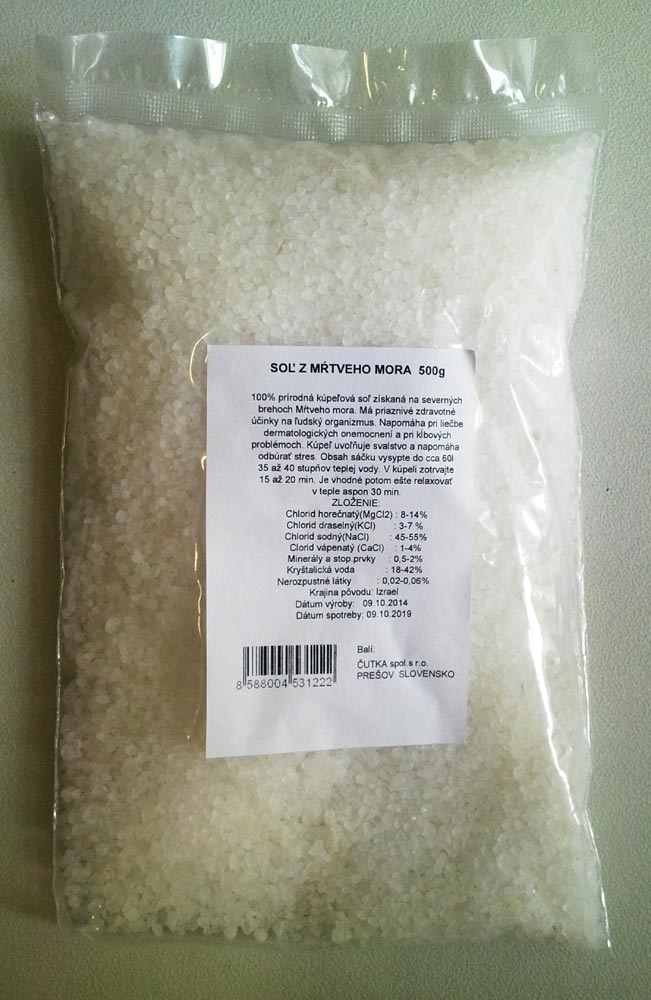 SOĽ Z MŔTVEHO MORA 500g
100% prirodná kúpeľová soľ získaná na severných
brehoch Mŕtveho mora. Má priaznivé zdravotné
účinky na ľudský organizmus. Napomáha pri liečbe
dermatologických onemocnení a pri kĺbových
problémoch. Kúpeľ uvoľňuje svalstvo a napomáha
odbúrať stres. Obsah sáčku vysypte do cca.60l
35 až 40 stupňov teplej vody. V kúpeli zotrvajte
15 až 20 min. Je vhodné potom ešte relaxovať
v teple aspon 30 min.
ZLOŽENIE:
Chlorid horečnatý(MgCl2) : 8-14%
Chlorid draselný(KCl) : 3-7 %
Chlorid sodný(NaCl) : 45-55%
Clorid vápenatý (CaCl) : 1-4%
Minerály a stop.prvky : 0,5-2%
Kryštalická voda : 18-42%
Nerozpustné látky : 0,02-0,06%
Krajina pôvodu: Izrael
Dátum výroby: 09.10.2014
Dátum spotreby: 09.10.2019
Balí:
ČUTKA spol.s r.o.
PREŠOV SLOVENSKO
8 588004 531222